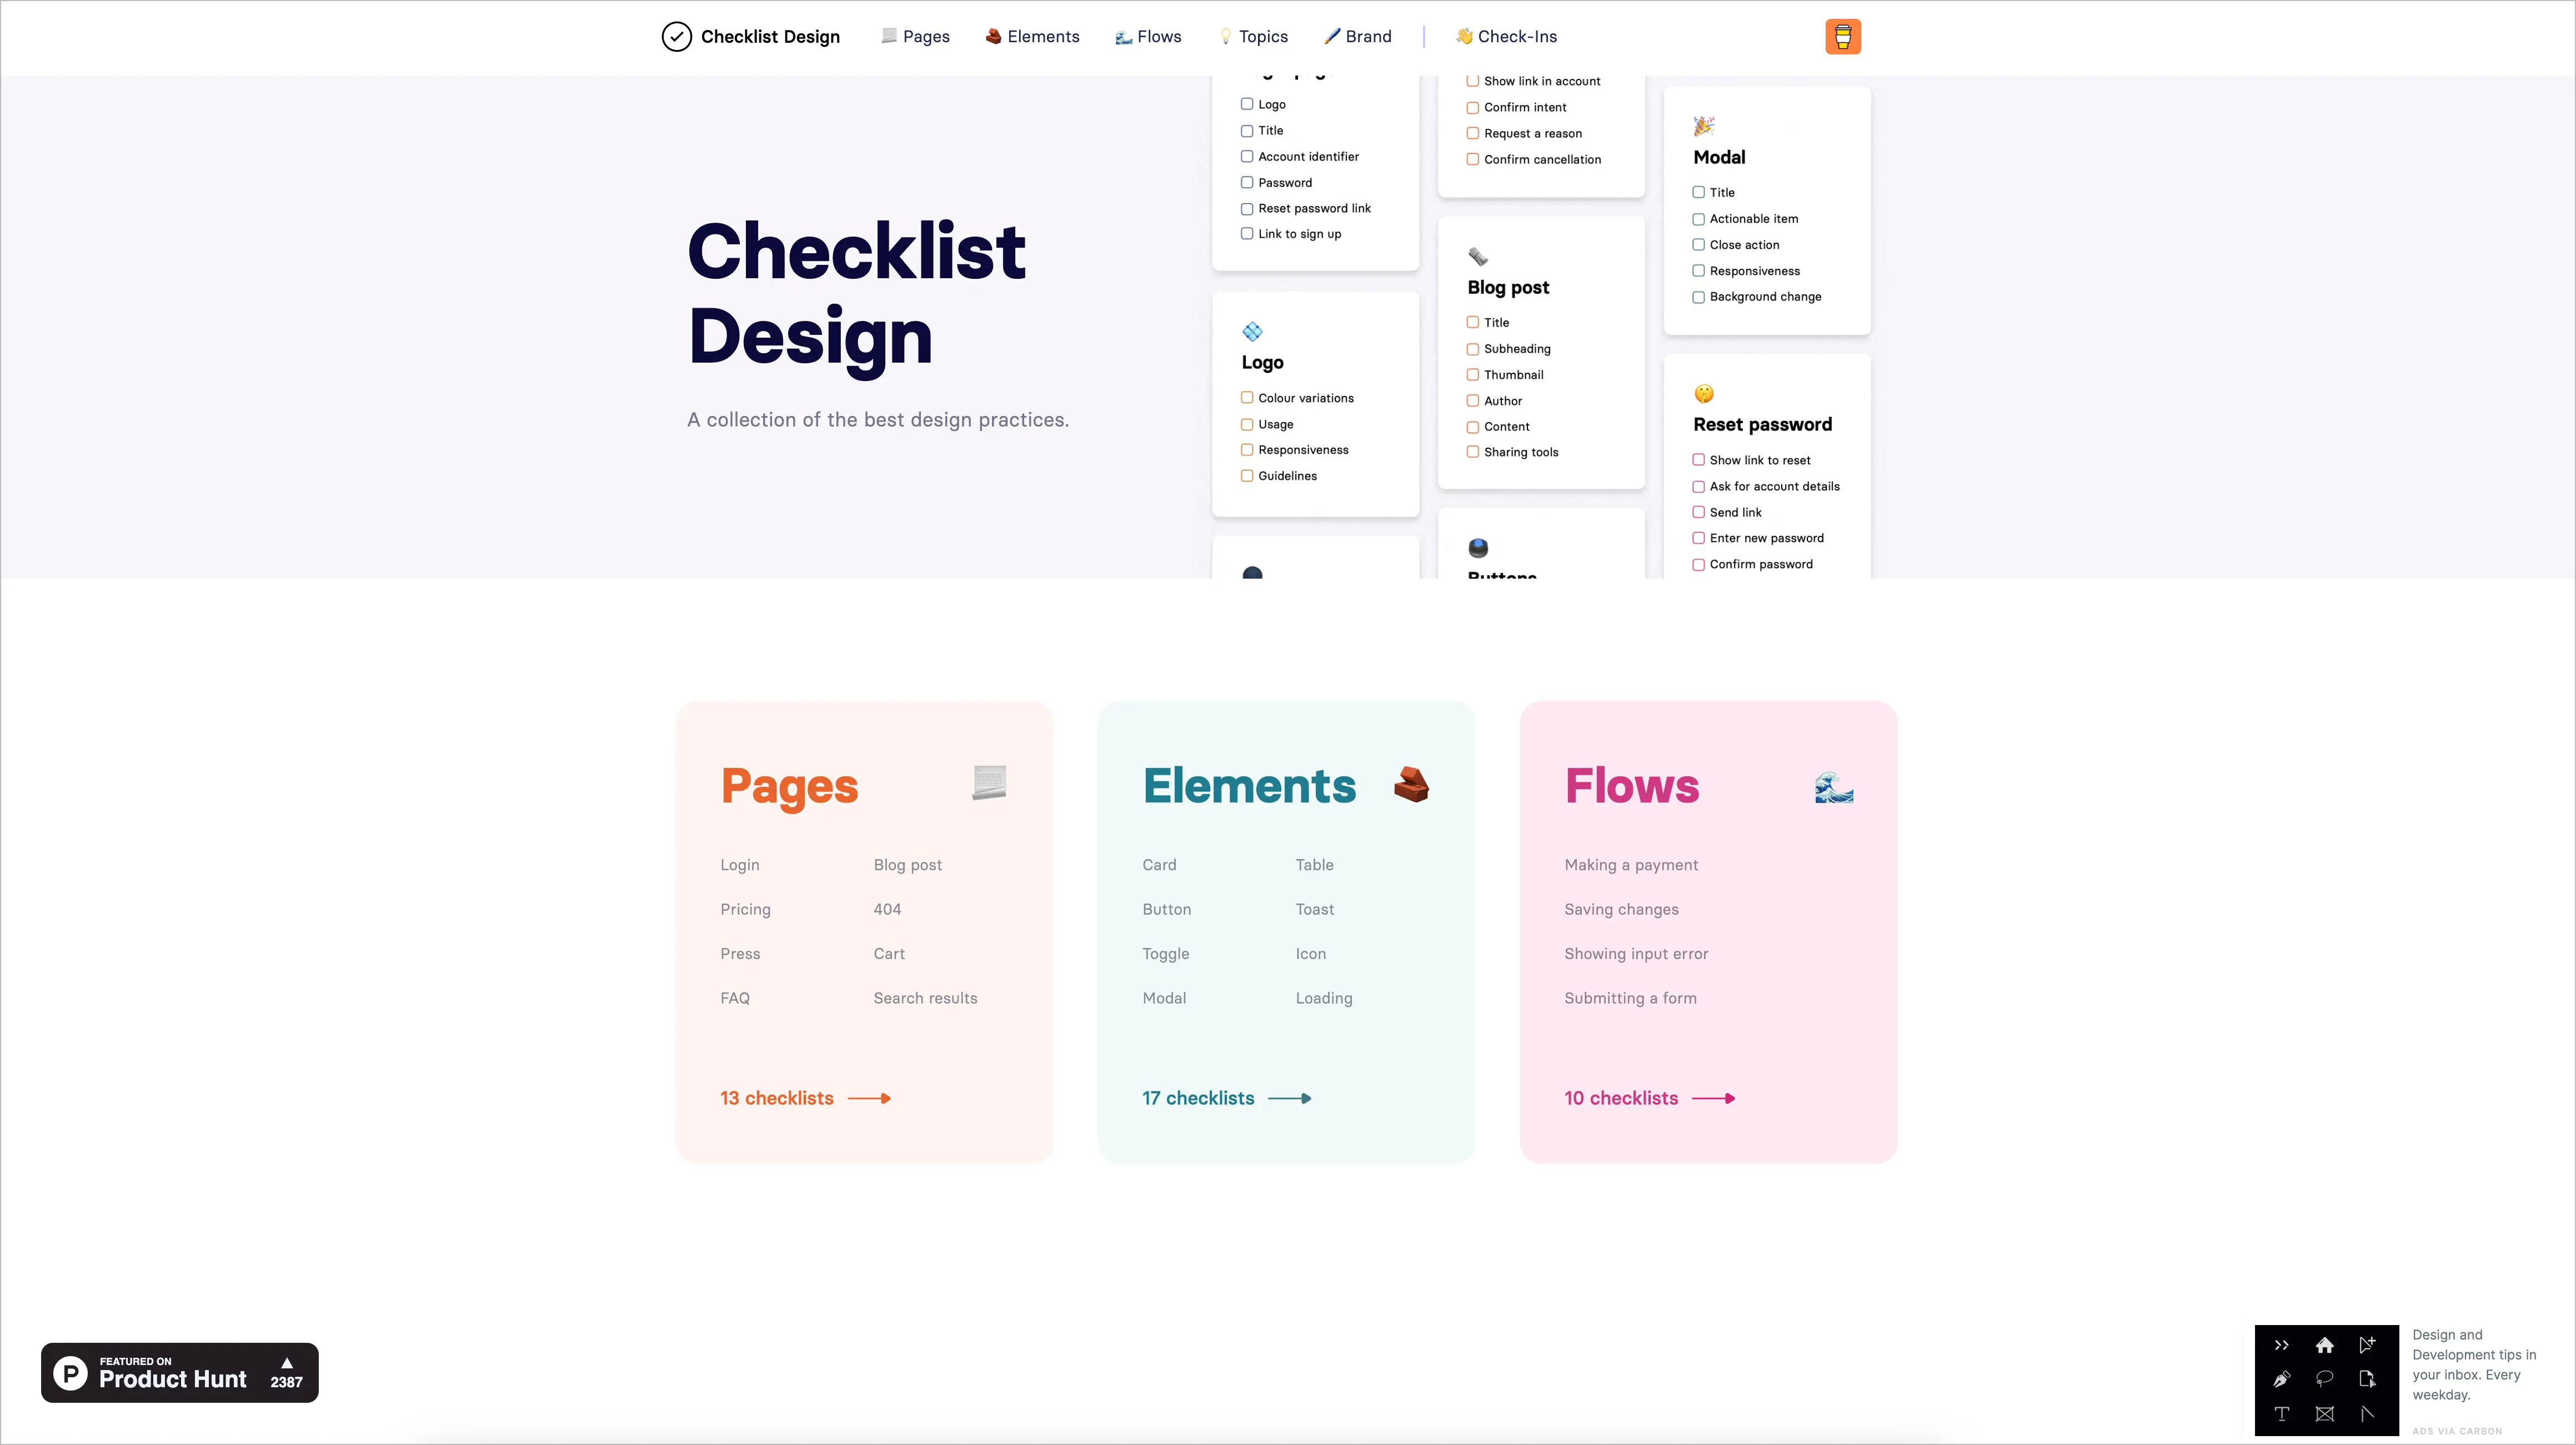 Checklist Design
Pages
Elements
Flows
Topics
Brand
Check-Ins
Checklist
Design
A collection of the best design practices.
Logo
Title
Account identifier
Password
Reset password link
Link to sign up
Logo
Colour variations
Usage
Responsiveness
Guidelines
Show link in account
Confirm intent
Request a reason
Confirm cancellation
Blog post
Title
Subheading
Thumbnail
Author
Content
Sharing tools
Buttons
Modal
Title
Actionable item
Close action
Responsiveness
Background change
Reset password
Show link to reset
Ask for account details
Send link
Enter new password
Confirm password
Pages
Login
Blog post
Pricing
404
Press
Cart
FAQ
Search results
13 checklists
Elements
Card
Table
Button
Toast
Toggle
Icon
Modal
Loading
17 checklists
Flows
Making a payment
Saving changes
Showing input error
Submitting a form
10 checklists
P
FEATURED ON
Product Hunt
2387
Design and
Development tips in
your inbox. Every
weekday.
ADS VIA CARBON